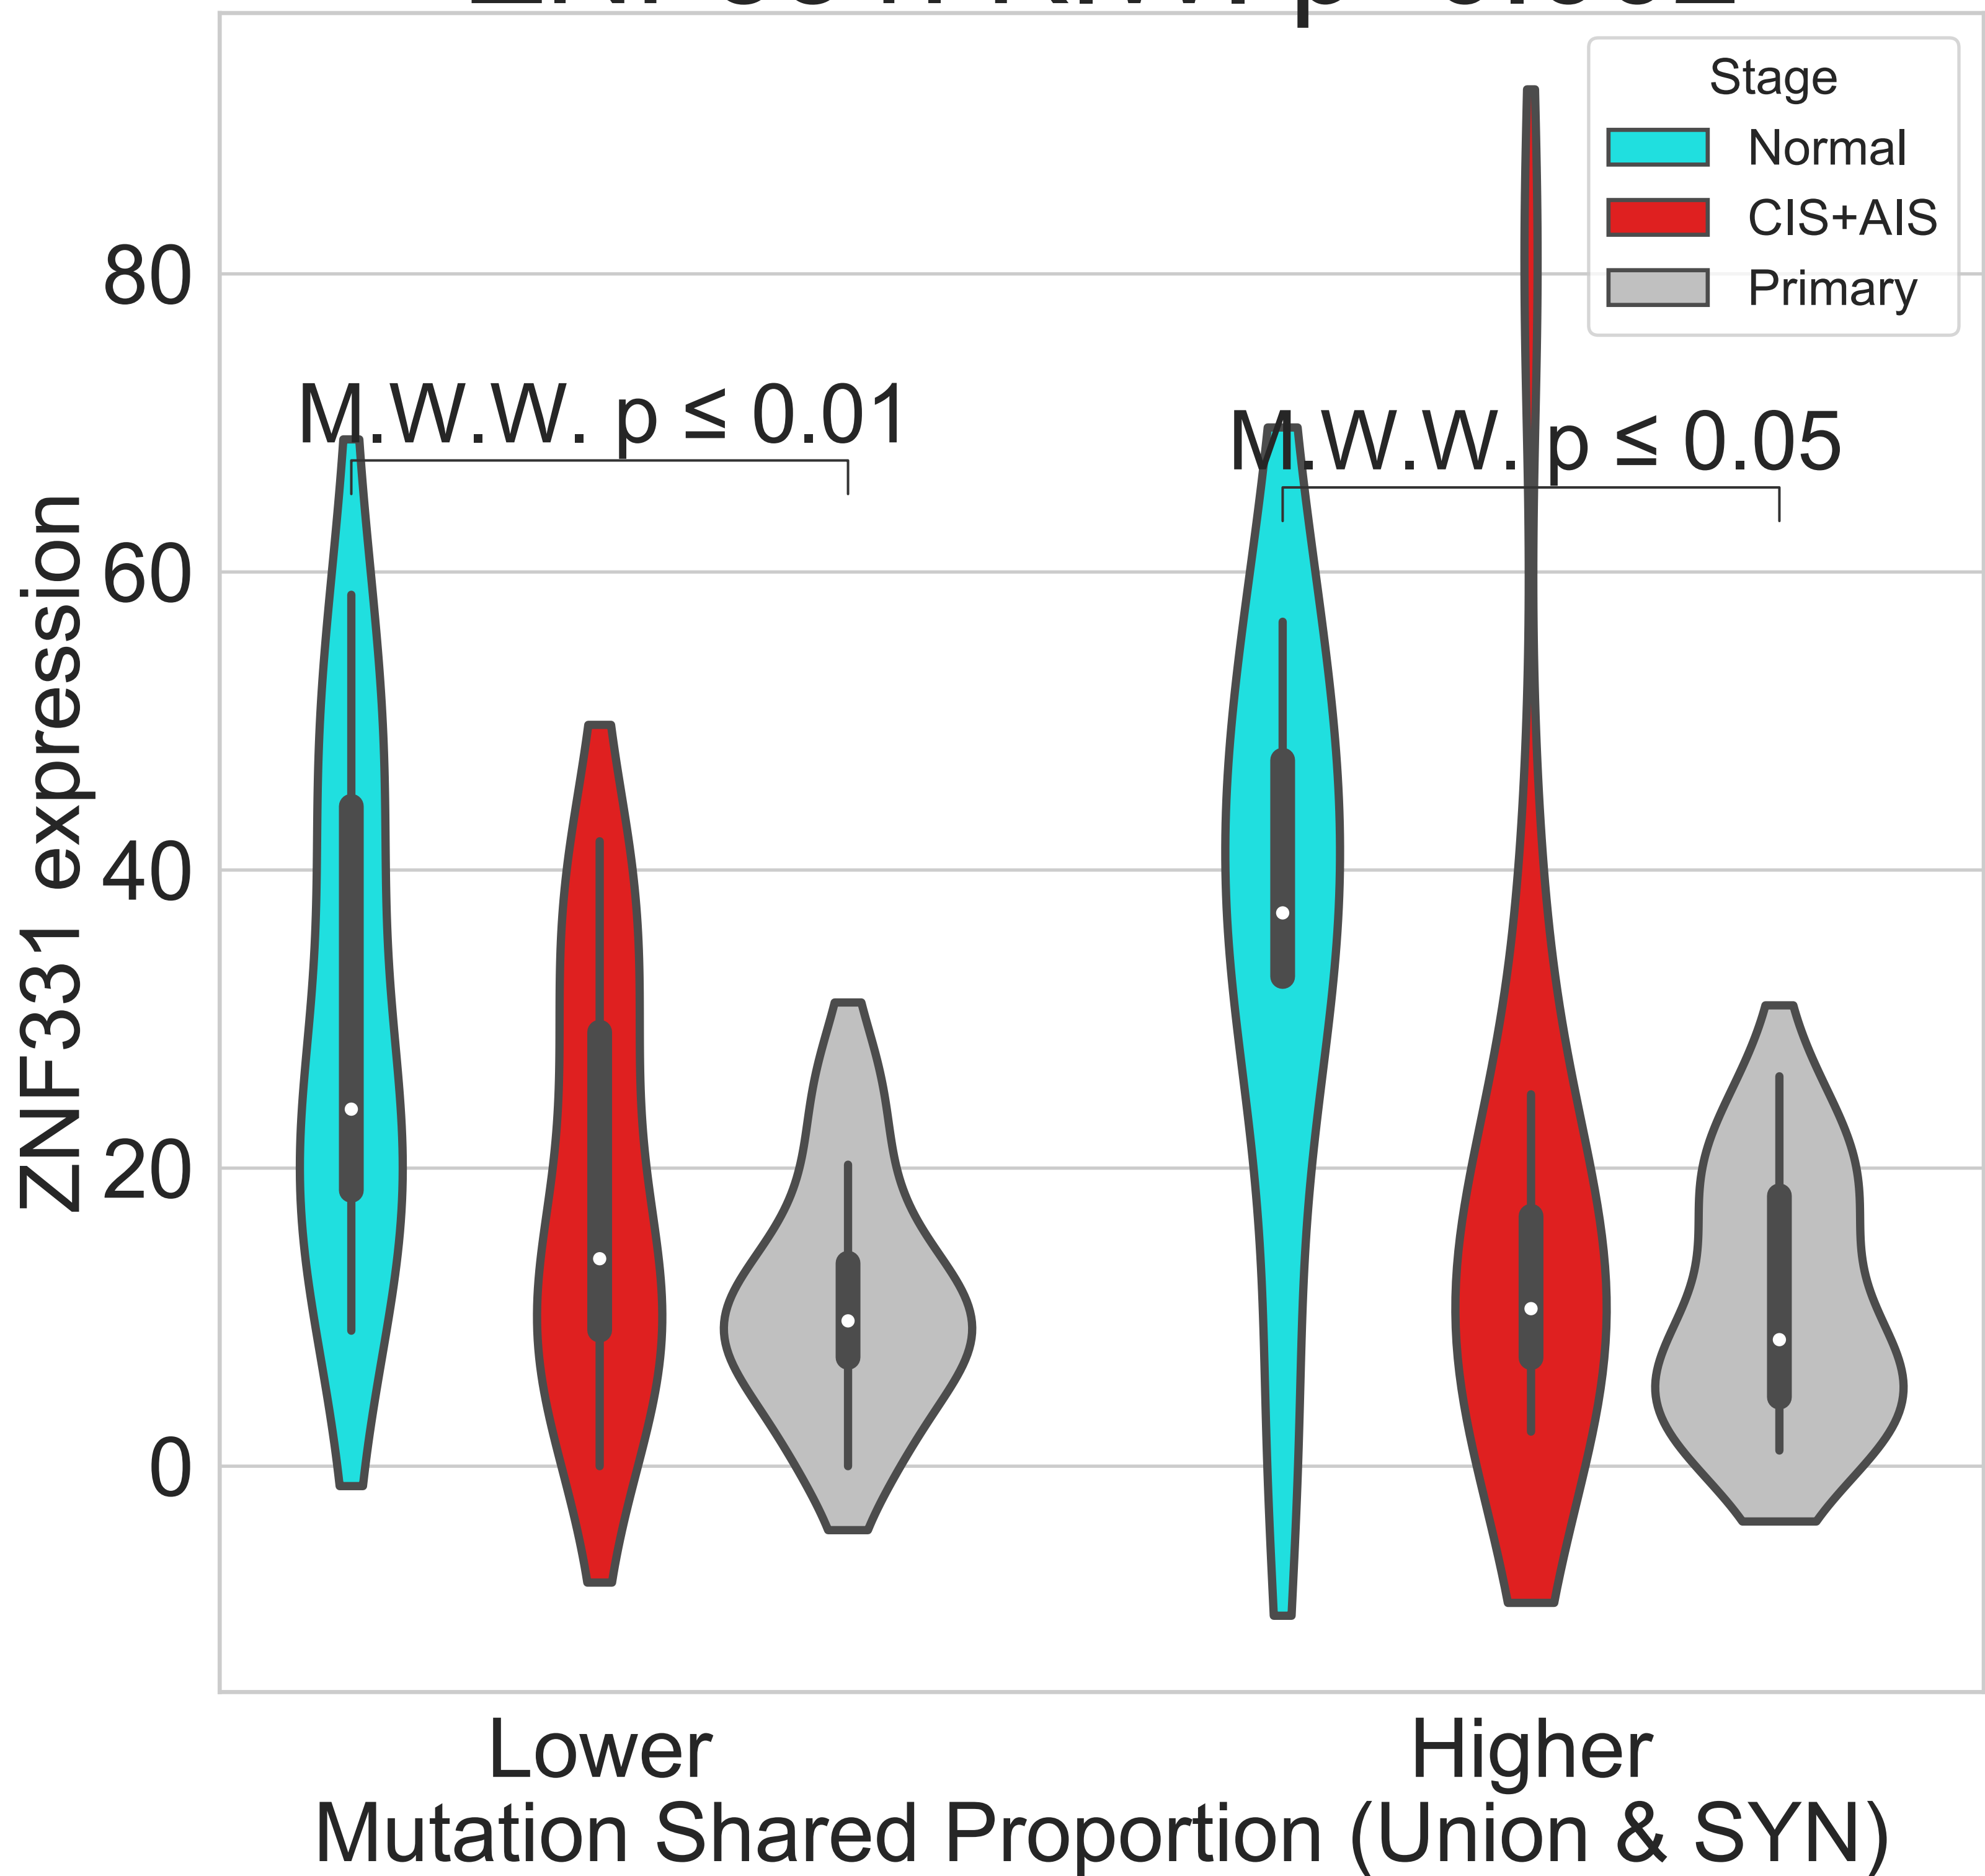 Stage
Normal
CIS+AIS
Primary
M.W.W. p ≤ 0.01
M.W.W. p ≤ 0.05
80
60
40
20
0
ZNF331 expression
Lower
Higher
Mutation Shared Proportion (Union & SYN)